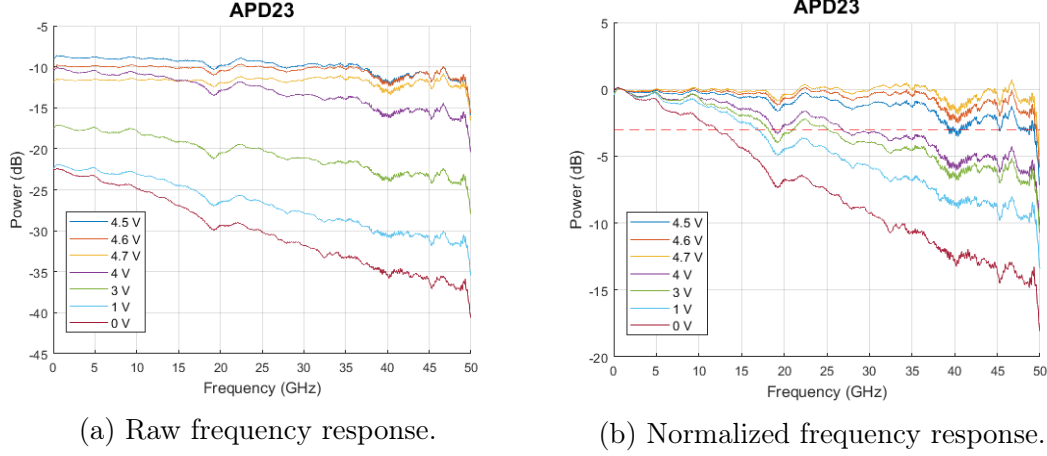 APD23
Power (dB)
-5
-10
-15
-20
-25
-30
-35
-40
-45
4.5 V
4.6 V
4.7 V
4 V
3 V
1 V
0 V
0 5 10 15 20 25 30 35 40 45 50
Frequency (GHz)
(a) Raw frequency response.
APD23
Power (dB)
5
0
-5
-10
-15
-20
4.5 V
4.6 V
4.7 V
4 V
3 V
1 V
0 V
0 5 10 15 20 25 30 35 40 45 50
Frequency (GHz)
(b) Normalized frequency response.